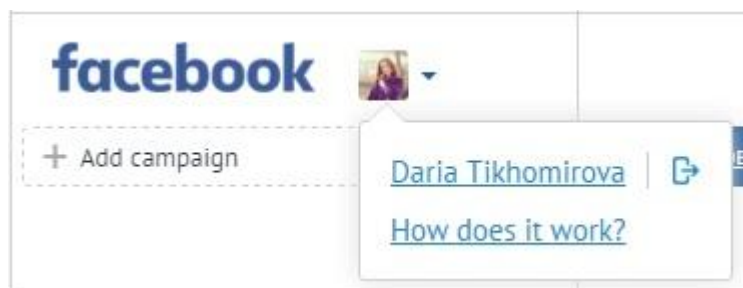 facebook
+ Add campaign
Daria Tikhomirova
How does it work?